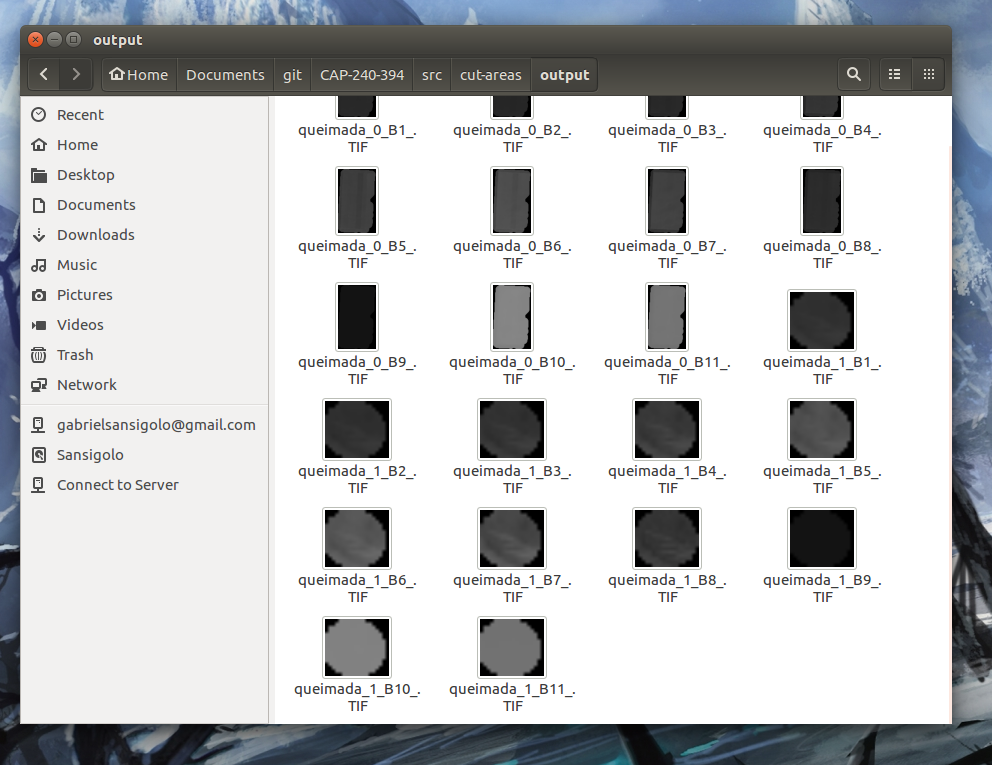 output
Home Documents git CAP-240-394 src cut-areas output
Recent
Home
Desktop
Documents
Downloads
Music
Pictures
Videos
Trash
Network
gabrielsansigolo@gmail.com
Sansigolo
Connect to Server
queimada_0_B1_.
TIF
queimada_0_B2_.
TIF
queimada_0_B3_.
TIF
queimada_0_B4_.
TIF
queimada_0_B5_.
TIF
queimada_0_B6_.
TIF
queimada_0_B7_.
TIF
queimada_0_B8_.
TIF
queimada_0_B9_.
TIF
queimada_0_B10_.
TIF
queimada_0_B11_.
TIF
queimada_1_B1_.
TIF
queimada_1_B2_.
TIF
queimada_1_B3_.
TIF
queimada_1_B4_.
TIF
queimada_1_B5_.
TIF
queimada_1_B6_.
TIF
queimada_1_B7_.
TIF
queimada_1_B8_.
TIF
queimada_1_B9_.
TIF
queimada_1_B10_.
TIF
queimada_1_B11_.
TIF